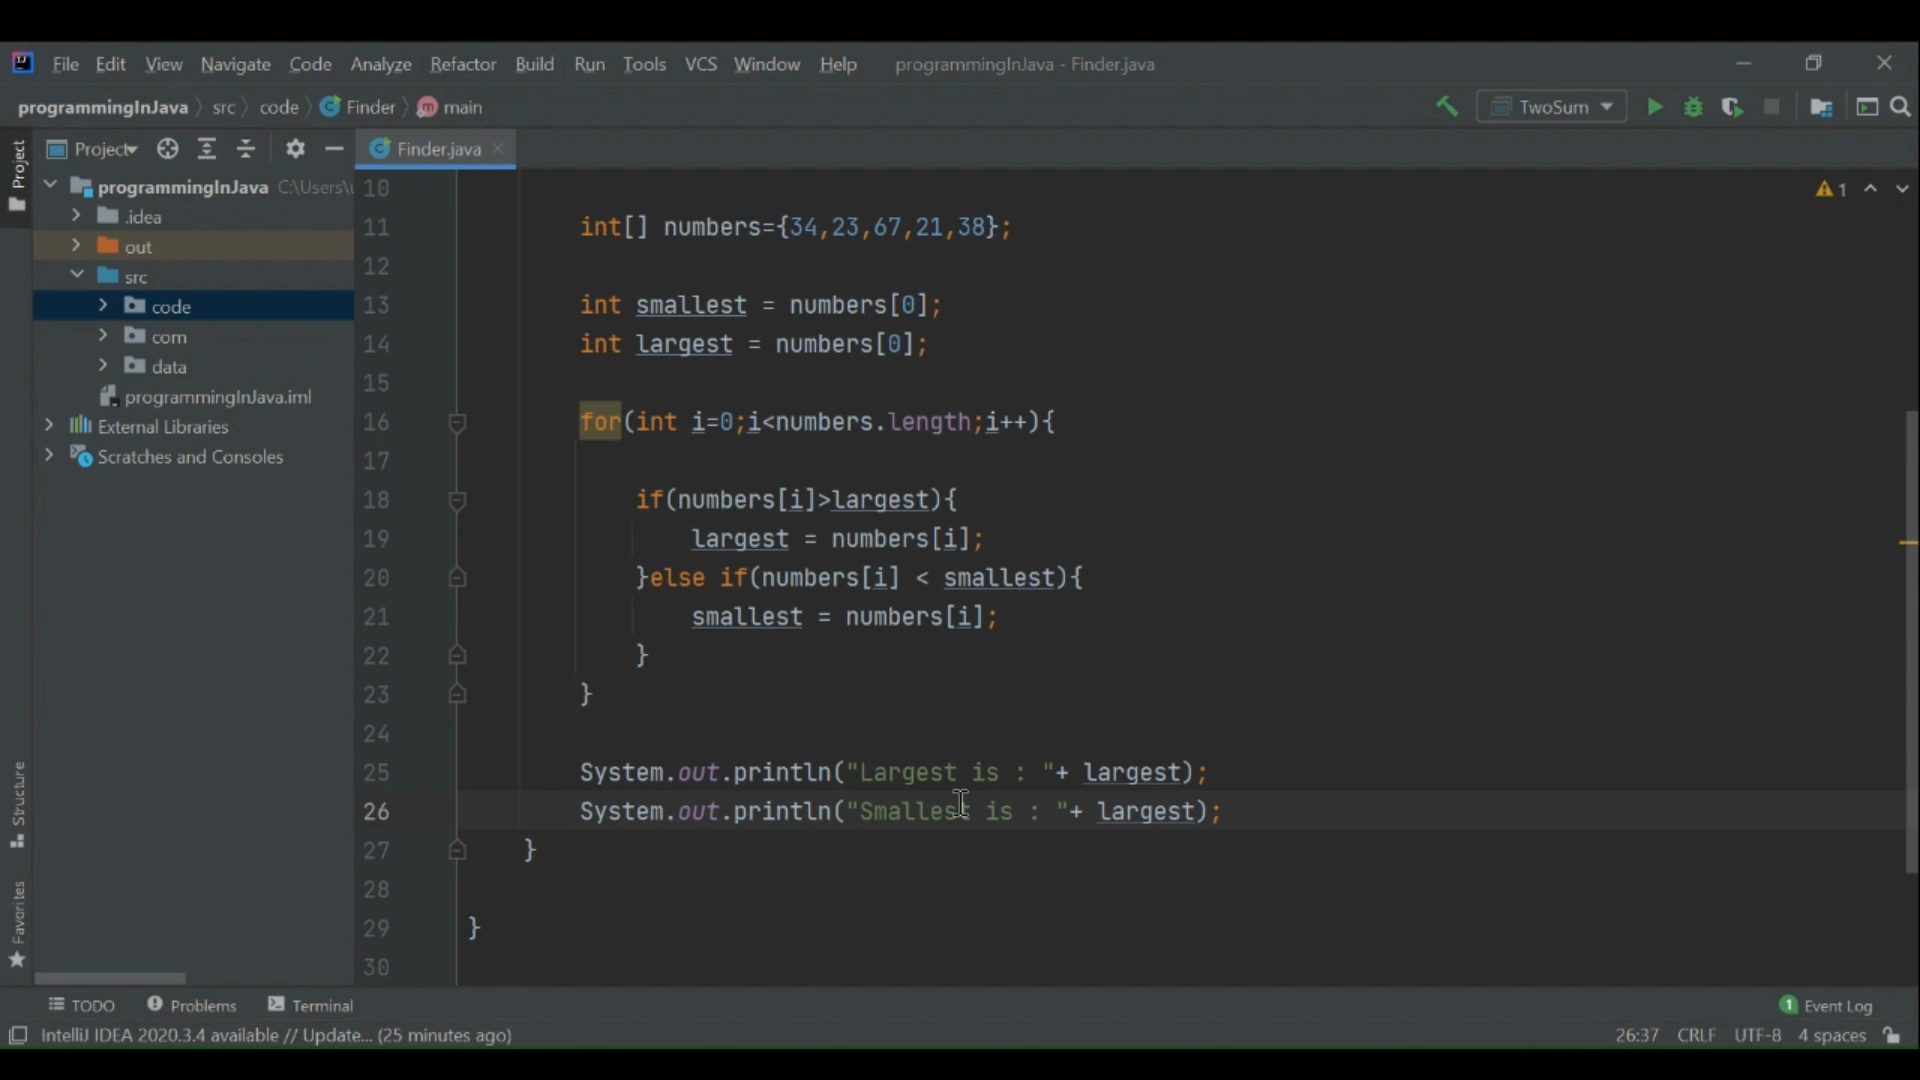 File Edit View Navigate Code Analyze Refactor Build Run Tools VCS Window Help programmingInJava - Finder.java
programmingInJava src code Finder m main TwoSum
Project Project Finder.java
programmingInJava C:\Users\
.idea
out
src
code
com
data
programmingInJava.iml
External Libraries
Scratches and Consoles
Structure
Favorites
1
10
11 int[] numbers={34,23,67,21,38};
12
13 int smallest = numbers[0];
14 int largest = numbers[0];
15
16 for(int i=0;i<numbers.length;i++){
17
18 if(numbers[i]>largest){
19 largest = numbers[i];
20 }else if(numbers[i] < smallest){
21 smallest = numbers[i];
22 }
23 }
24
25 System.out.println("Largest is : "+ largest);
26 System.out.println("Smallest is : "+ largest);
27 }
28
29 }
30
TODO Problems Terminal 1 Event Log
IntelliJ IDEA 2020.3.4 available // Update... (25 minutes ago) 26:37 CRLF UTF-8 4 spaces